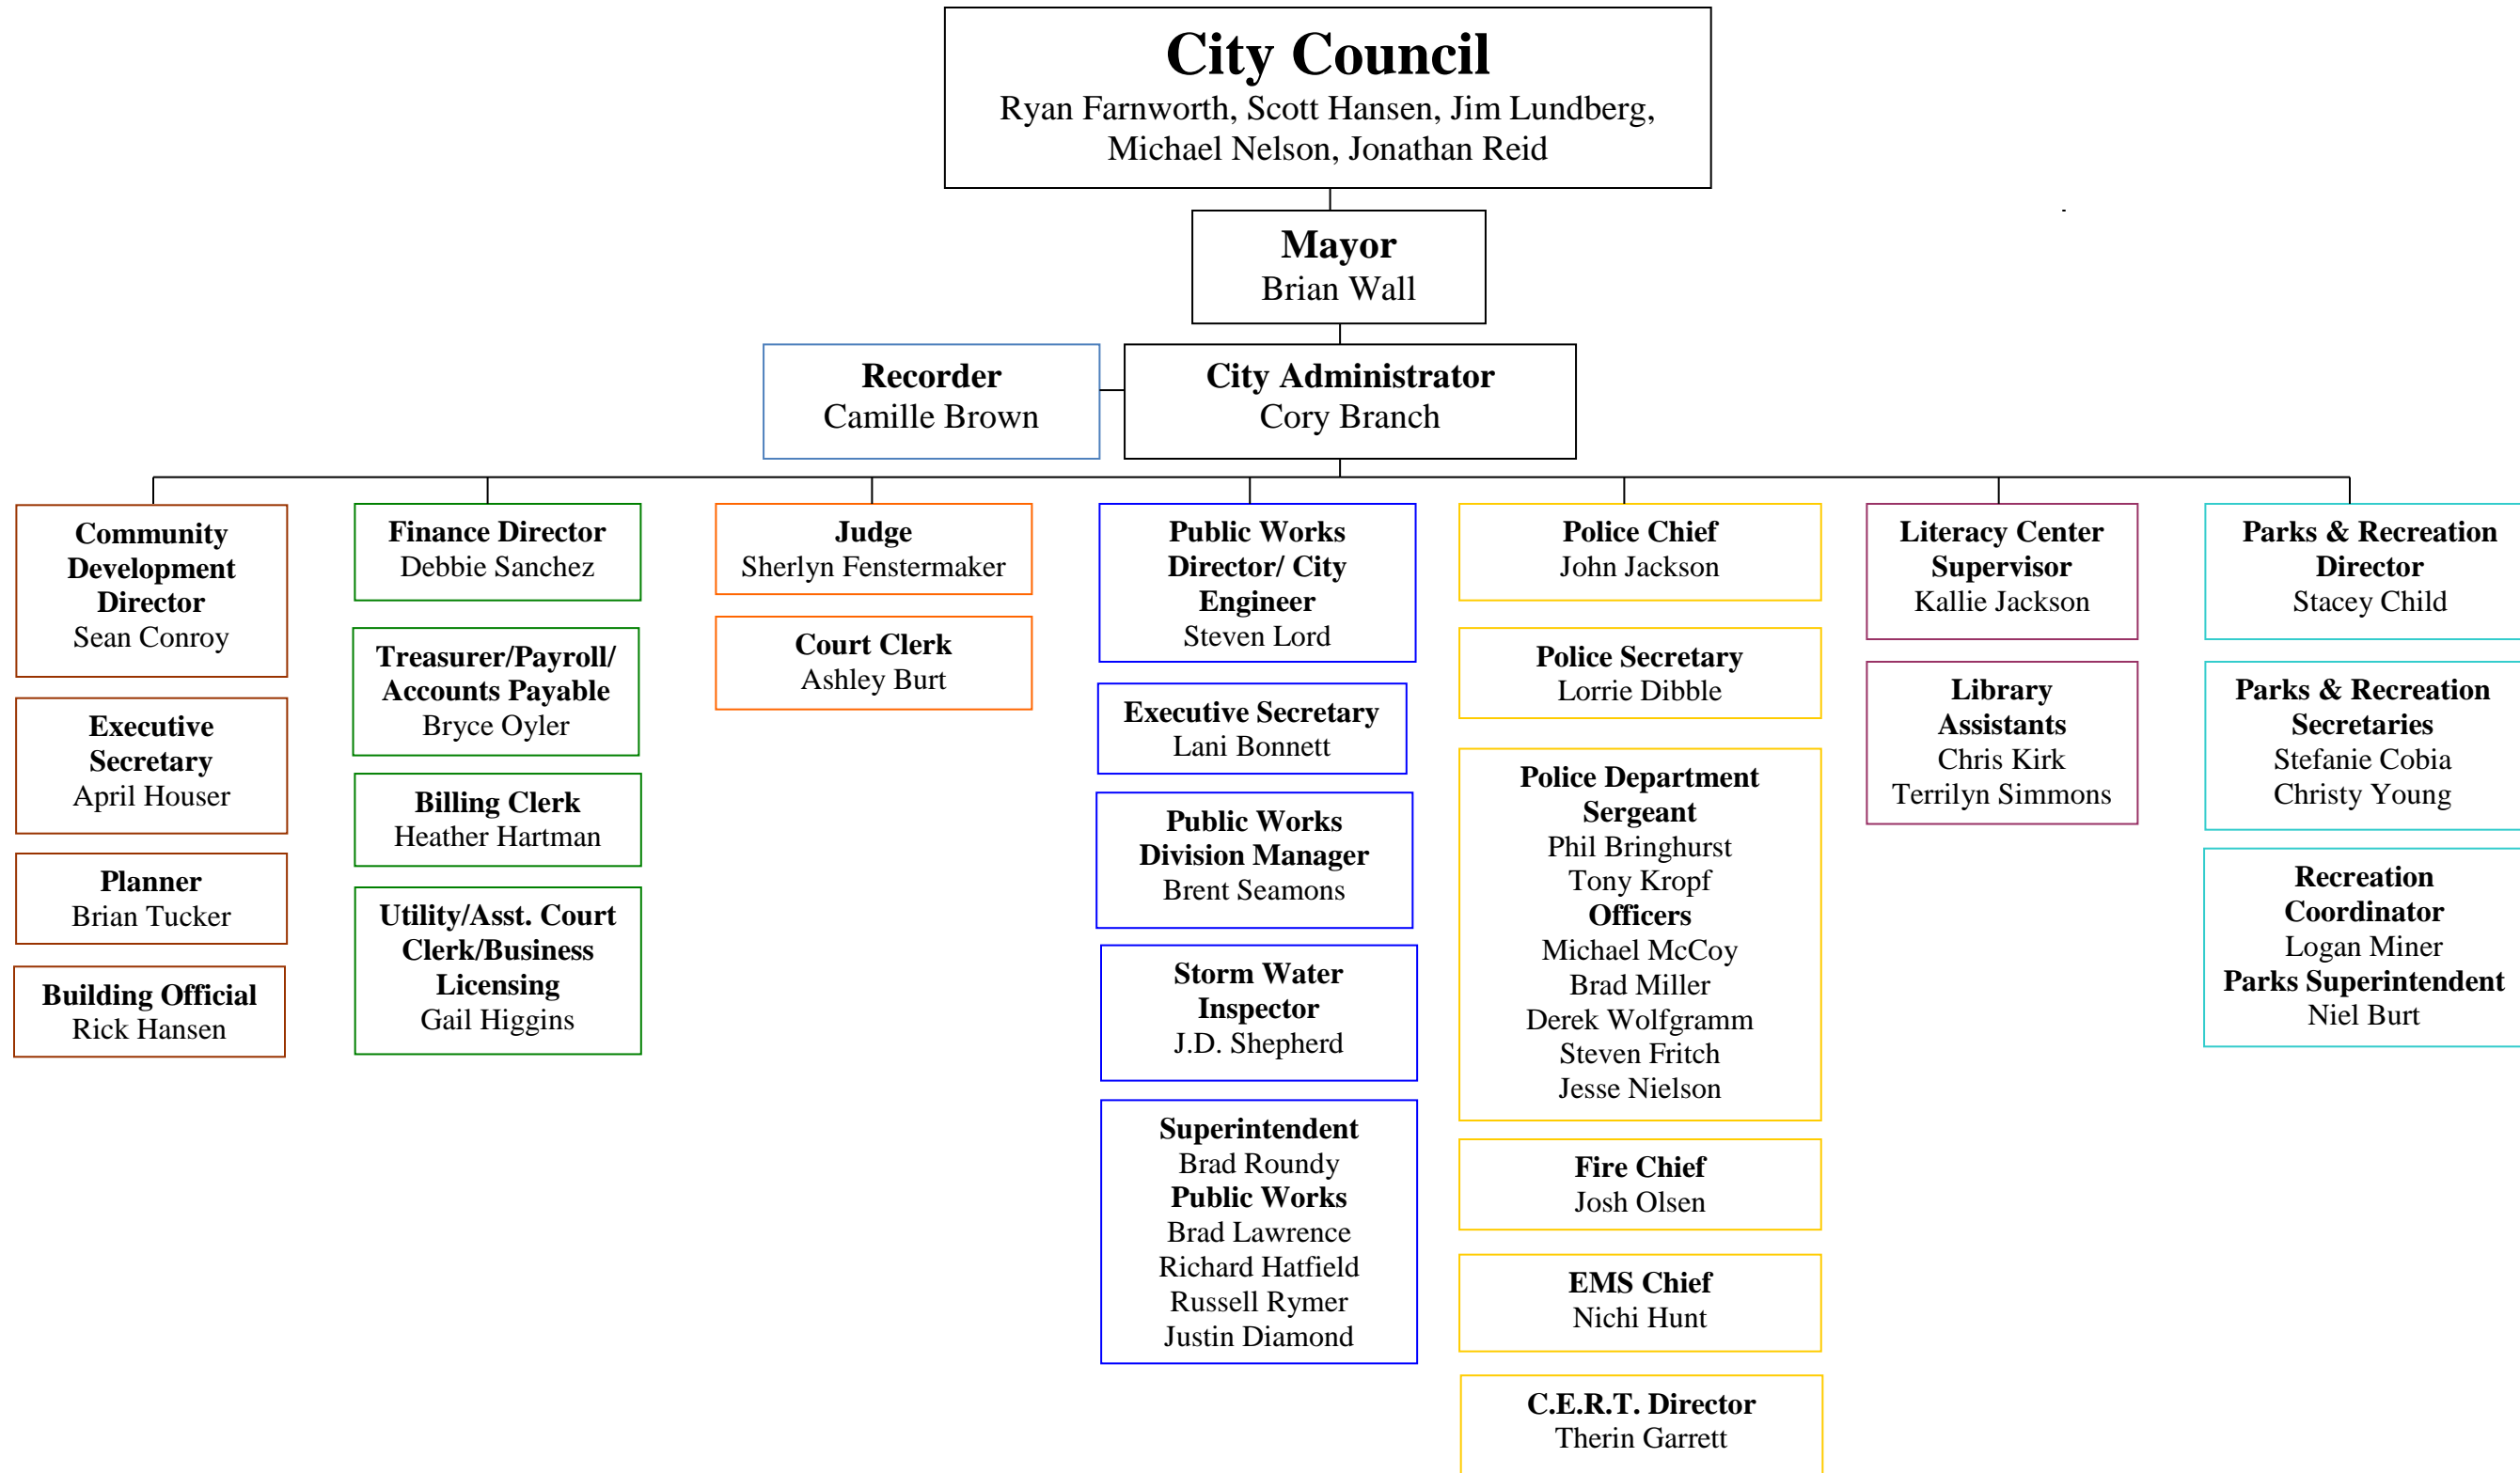 City Council
Ryan Farnworth, Scott Hansen, Jim Lundberg,
Michael Nelson, Jonathan Reid
Mayor
Brian Wall
Recorder
Camille Brown
City Administrator
Cory Branch
Community
Development
Director
Sean Conroy
Executive
Secretary
April Houser
Planner
Brian Tucker
Building Official
Rick Hansen
Finance Director
Debbie Sanchez
Treasurer/Payroll/
Accounts Payable
Bryce Oyler
Billing Clerk
Heather Hartman
Utility/Asst. Court
Clerk/Business
Licensing
Gail Higgins
Judge
Sherlyn Fenstermaker
Court Clerk
Ashley Burt
Public Works
Director/ City
Engineer
Steven Lord
Executive Secretary
Lani Bonnett
Public Works
Division Manager
Brent Seamons
Storm Water
Inspector
J.D. Shepherd
Superintendent
Brad Roundy
Public Works
Brad Lawrence
Richard Hatfield
Russell Rymer
Justin Diamond
Police Chief
John Jackson
Police Secretary
Lorrie Dibble
Police Department
Sergeant
Phil Bringhurst
Tony Kropf
Officers
Michael McCoy
Brad Miller
Derek Wolfgramm
Steven Fritch
Jesse Nielson
Fire Chief
Josh Olsen
EMS Chief
Nichi Hunt
C.E.R.T. Director
Therin Garrett
Literacy Center
Supervisor
Kallie Jackson
Library
Assistants
Chris Kirk
Terrilyn Simmons
Parks & Recreation
Director
Stacey Child
Parks & Recreation
Secretaries
Stefanie Cobia
Christy Young
Recreation
Coordinator
Logan Miner
Parks Superintendent
Niel Burt